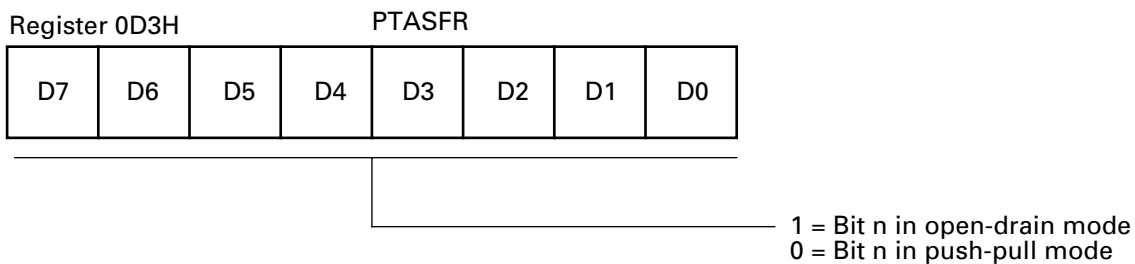 Register 0D3H PTASFR
D7 D6 D5 D4 D3 D2 D1 D0
1 = Bit n in open-drain mode
0 = Bit n in push-pull mode